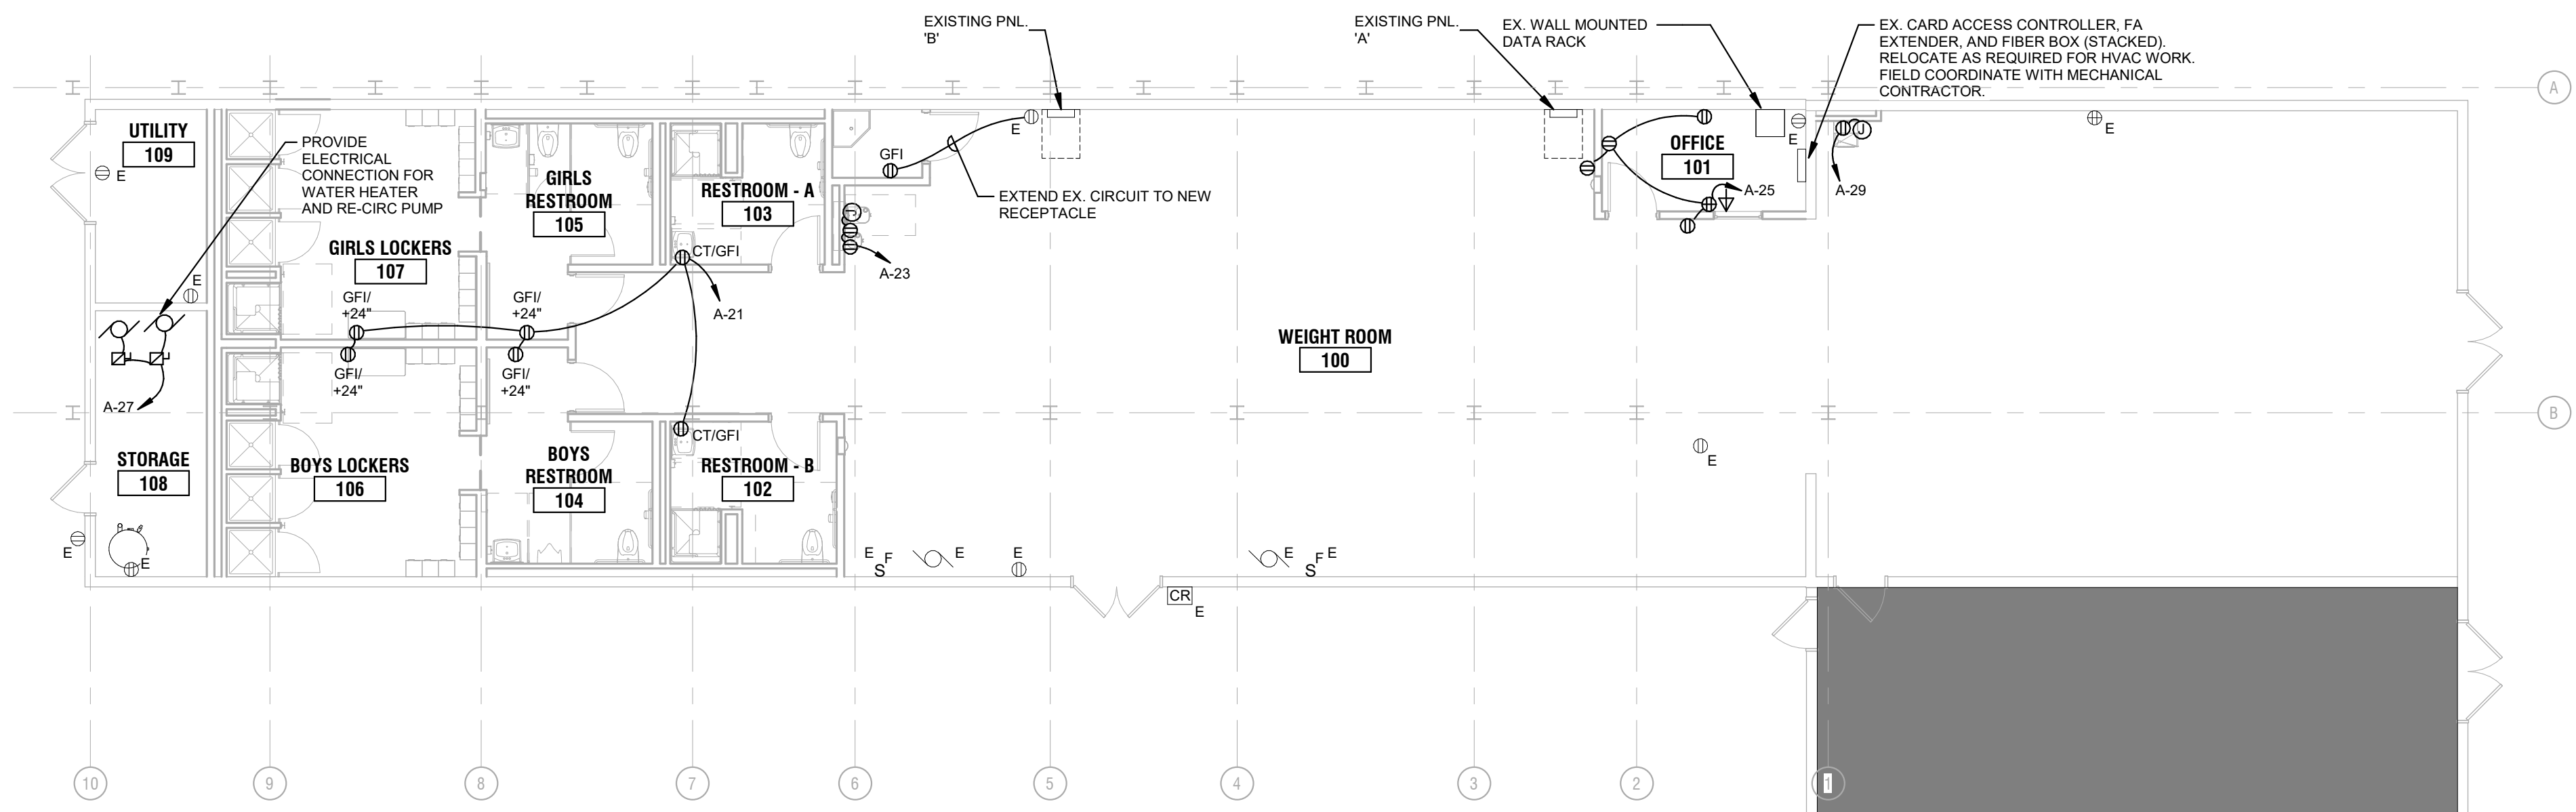 EXISTING PNL.
'B'
EXISTING PNL.
'A'
EX. WALL MOUNTED
DATA RACK
EX. CARD ACCESS CONTROLLER, FA
EXTENDER, AND FIBER BOX (STACKED).
RELOCATE AS REQUIRED FOR HVAC WORK.
FIELD COORDINATE WITH MECHANICAL
CONTRACTOR.
A
UTILITY
109
E
PROVIDE
ELECTRICAL
CONNECTION FOR
WATER HEATER
AND RE-CIRC PUMP
GIRLS
RESTROOM
105
RESTROOM - A
103
GFI
E
EXTEND EX. CIRCUIT TO NEW
RECEPTACLE
OFFICE
101
E
J
A-25
A-29
E
GIRLS LOCKERS
107
E
J
CT/GFI
A-23
A-21
GFI/
+24"
GFI/
+24"
WEIGHT ROOM
100
GFI/
+24"
GFI/
+24"
A-27
B
CT/GFI
STORAGE
108
BOYS LOCKERS
106
BOYS
RESTROOM
104
RESTROOM - B
102
E
E
E
E
F
S
E
E
E
F
E
S
CR
E
10
9
8
7
6
5
4
3
2
1